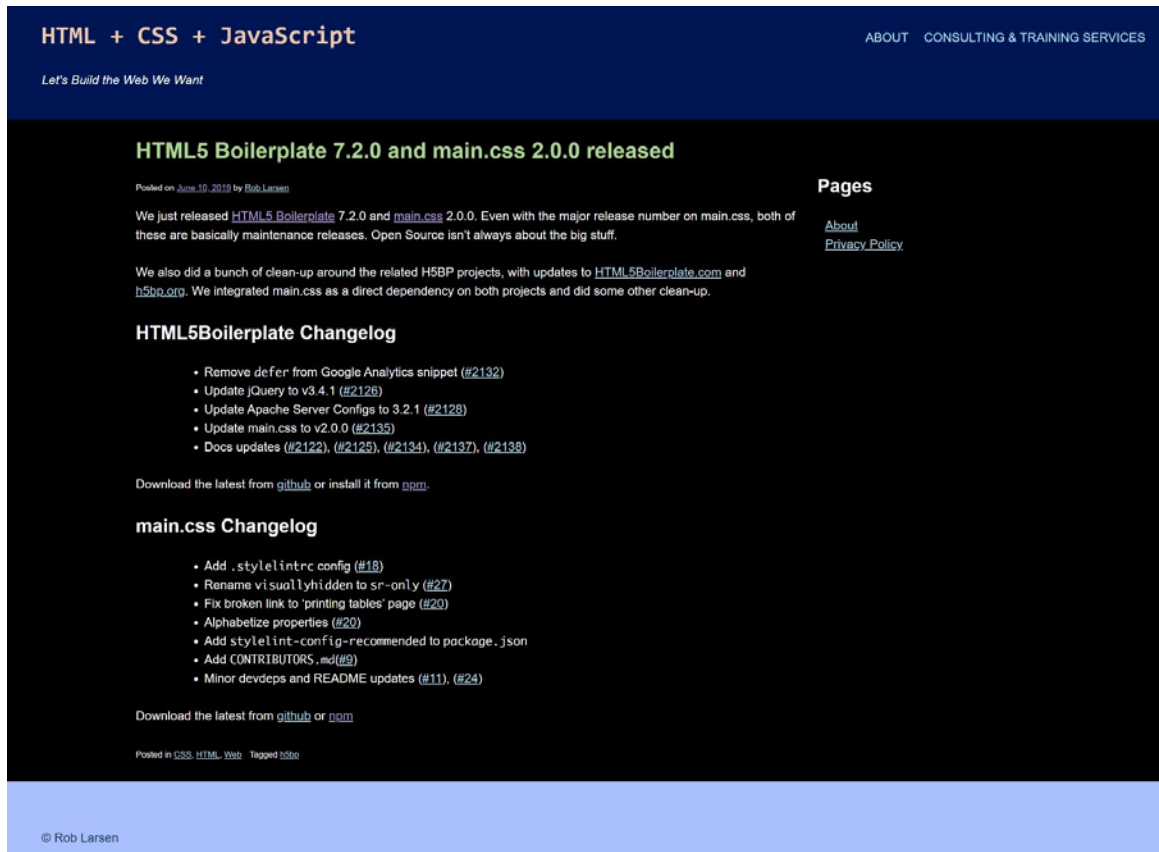 HTML + CSS + JavaScript
ABOUT CONSULTING & TRAINING SERVICES
Let's Build the Web We Want
HTML5 Boilerplate 7.2.0 and main.css 2.0.0 released
Posted on June 10, 2019 by Rob Larsen
We just released HTML5 Boilerplate 7.2.0 and main.css 2.0.0. Even with the major release number on main.css, both of
these are basically maintenance releases. Open Source isn't always about the big stuff.
We also did a bunch of clean-up around the related H5BP projects, with updates to HTML5Boilerplate.com and
h5bp.org. We integrated main.css as a direct dependency on both projects and did some other clean-up.
HTML5Boilerplate Changelog
• Remove defer from Google Analytics snippet (#2132)
• Update jQuery to v3.4.1 (#2126)
• Update Apache Server Configs to 3.2.1 (#2128)
• Update main.css to v2.0.0 (#2135)
• Docs updates (#2122), (#2125), (#2134), (#2137), (#2138)
Download the latest from github or install it from npm.
main.css Changelog
• Add .stylelintrc config (#18)
• Rename visuallyhidden to sr-only (#27)
• Fix broken link to 'printing tables' page (#20)
• Alphabetize properties (#20)
• Add stylelint-config-recommended to package.json
• Add CONTRIBUTORS.md(#9)
• Minor devdeps and README updates (#11), (#24)
Download the latest from github or npm
Posted in CSS, HTML, Web Tagged h5bp
Pages
About
Privacy Policy
© Rob Larsen